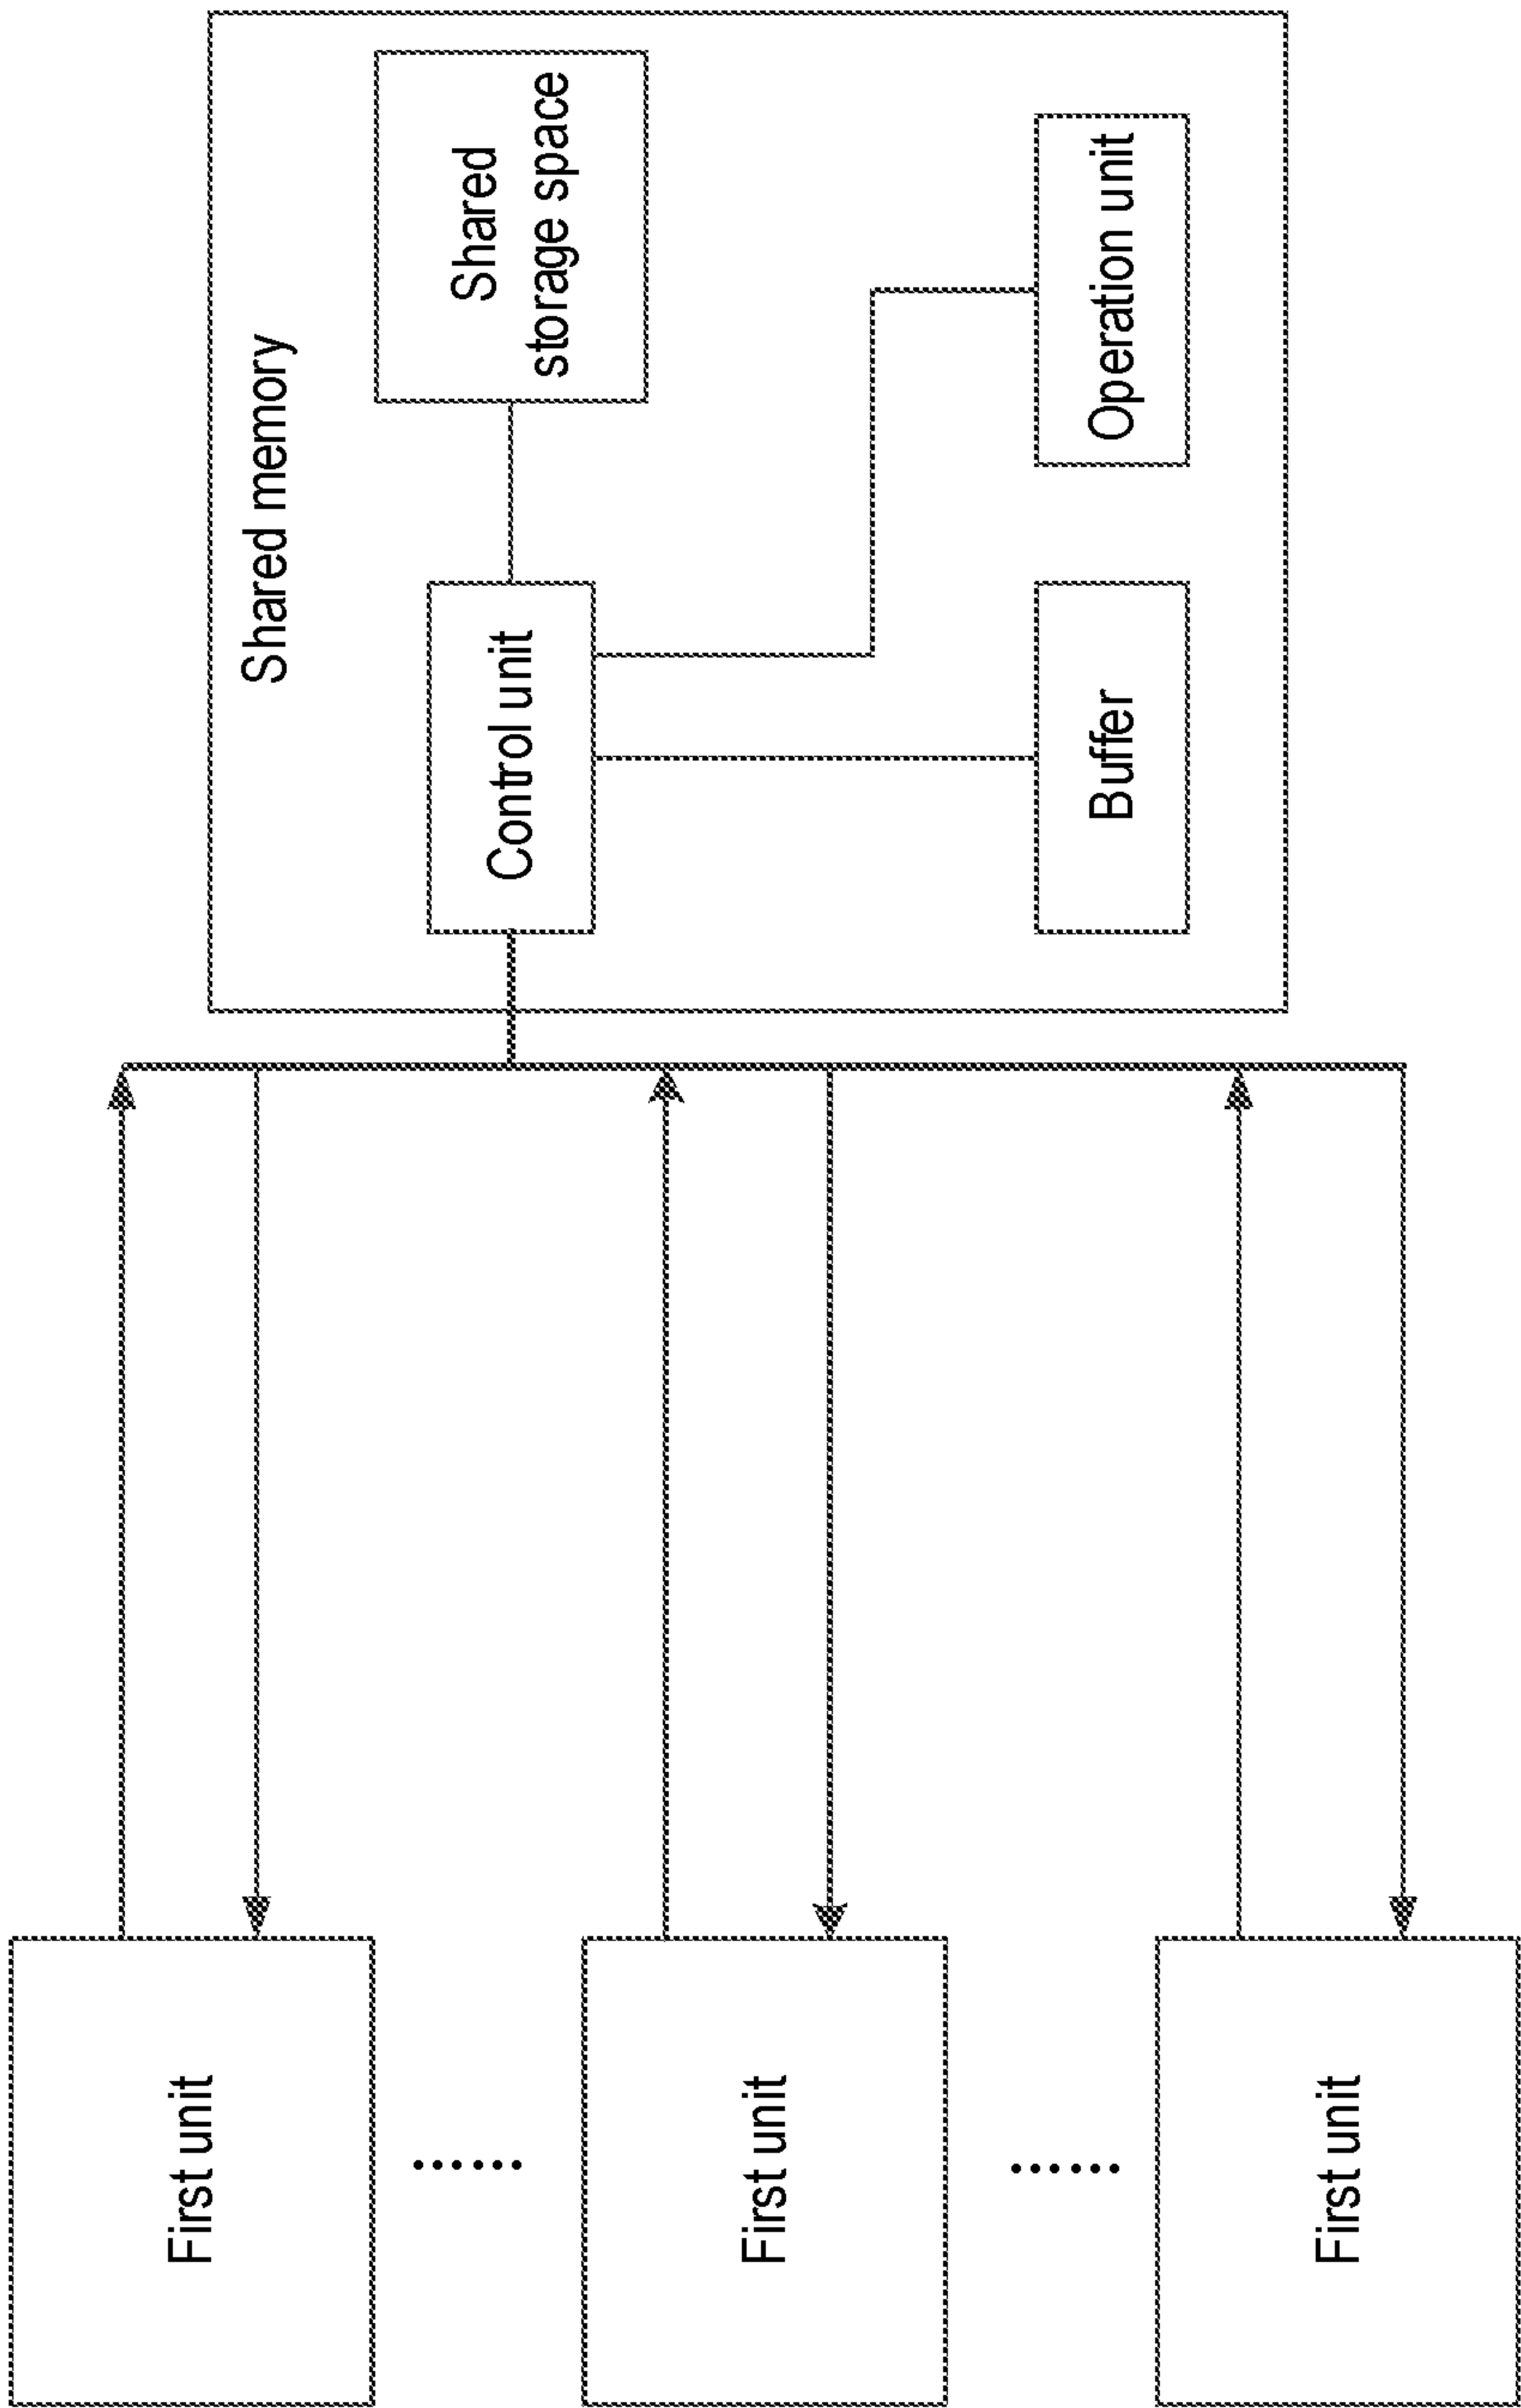 First unit
......
First unit
......
First unit
Shared memory
Control unit
Shared
storage space
Buffer
Operation unit